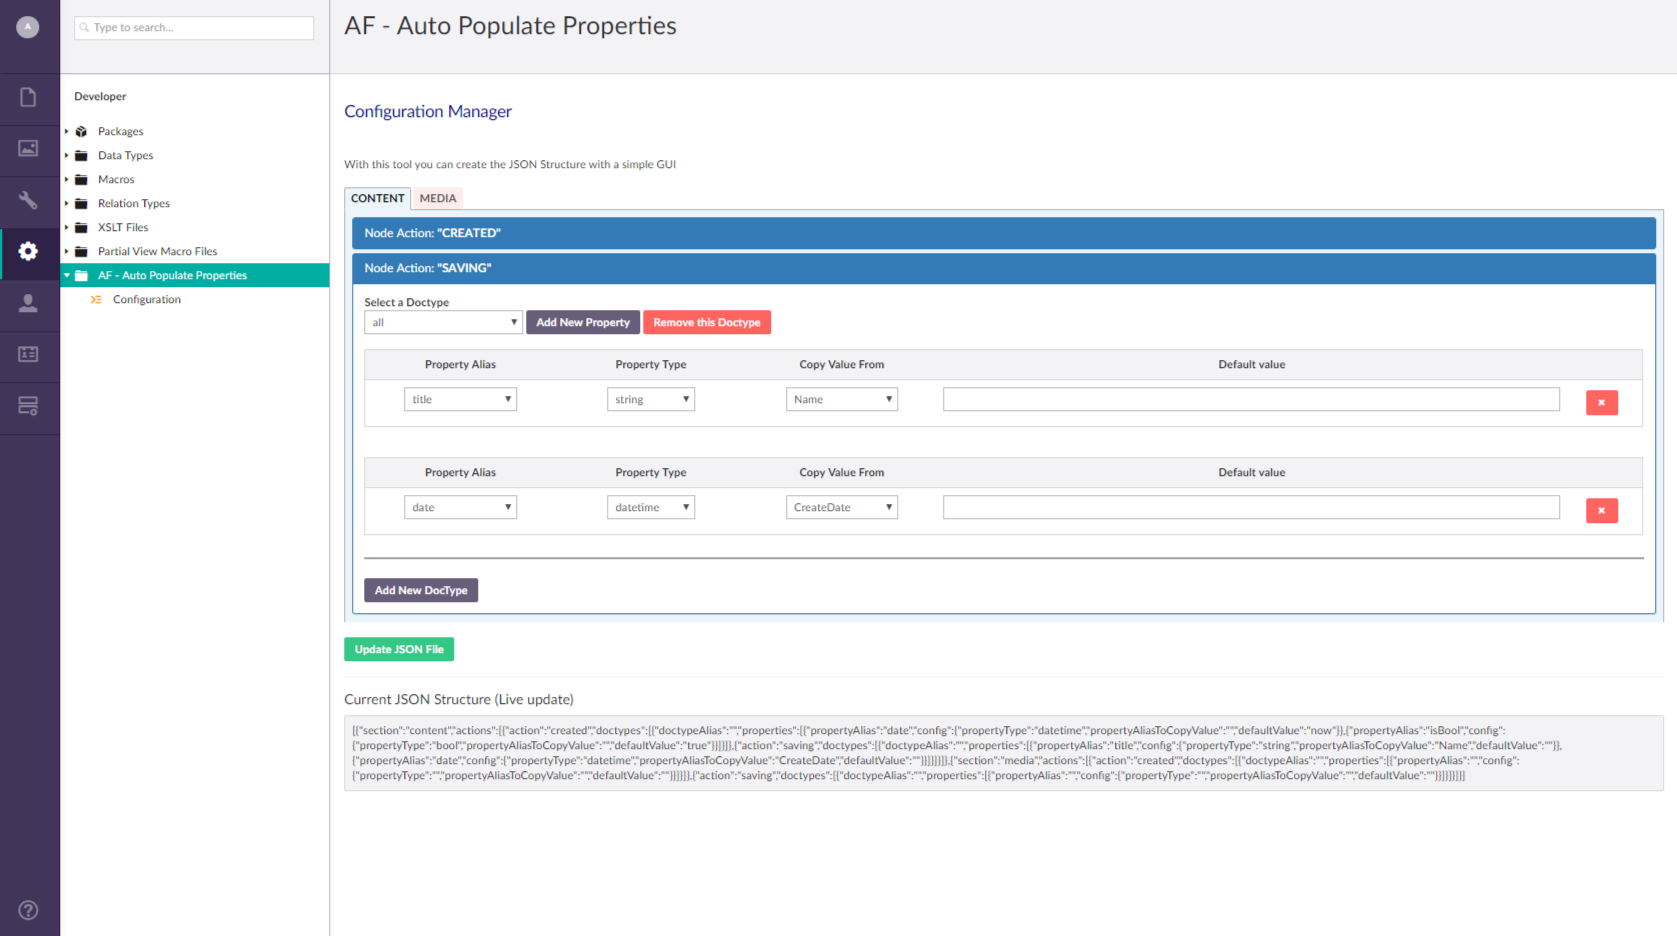 A
Type to search...
AF - Auto Populate Properties
Developer
Packages
Data Types
Macros
Relation Types
XSLT Files
Partial View Macro Files
AF - Auto Populate Properties
Configuration
Configuration Manager
With this tool you can create the JSON Structure with a simple GUI
CONTENT MEDIA
Node Action: "CREATED"
Node Action: "SAVING"
Select a Doctype
all Add New Property Remove this Doctype
Property Alias Property Type Copy Value From Default value
title string Name
Property Alias Property Type Copy Value From Default value
date datetime CreateDate
Add New DocType
Update JSON File
Current JSON Structure (Live update)
[{"section":"content","actions":[{"action":"created","doctypes":[{"doctypeAlias":"","properties":[{"propertyAlias":"date","config":{"propertyType":"datetime","propertyAliasToCopyValue":"","defaultValue":"now"}},{"propertyAlias":"isBool","config":
{"propertyType":"bool","propertyAliasToCopyValue":"","defaultValue":"true"}}]}]},{"action":"saving","doctypes":[{"doctypeAlias":"","properties":[{"propertyAlias":"title","config":{"propertyType":"string","propertyAliasToCopyValue":"Name","defaultValue":""}},
{"propertyAlias":"date","config":{"propertyType":"datetime","propertyAliasToCopyValue":"CreateDate","defaultValue":""}}]}]}]},{"section":"media","actions":[{"action":"created","doctypes":[{"doctypeAlias":"","properties":[{"propertyAlias":"","config":
{"propertyType":"","propertyAliasToCopyValue":"","defaultValue":""}}]}]},{"action":"saving","doctypes":[{"doctypeAlias":"","properties":[{"propertyAlias":"","config":{"propertyType":"","propertyAliasToCopyValue":"","defaultValue":""}}]}]}]}]